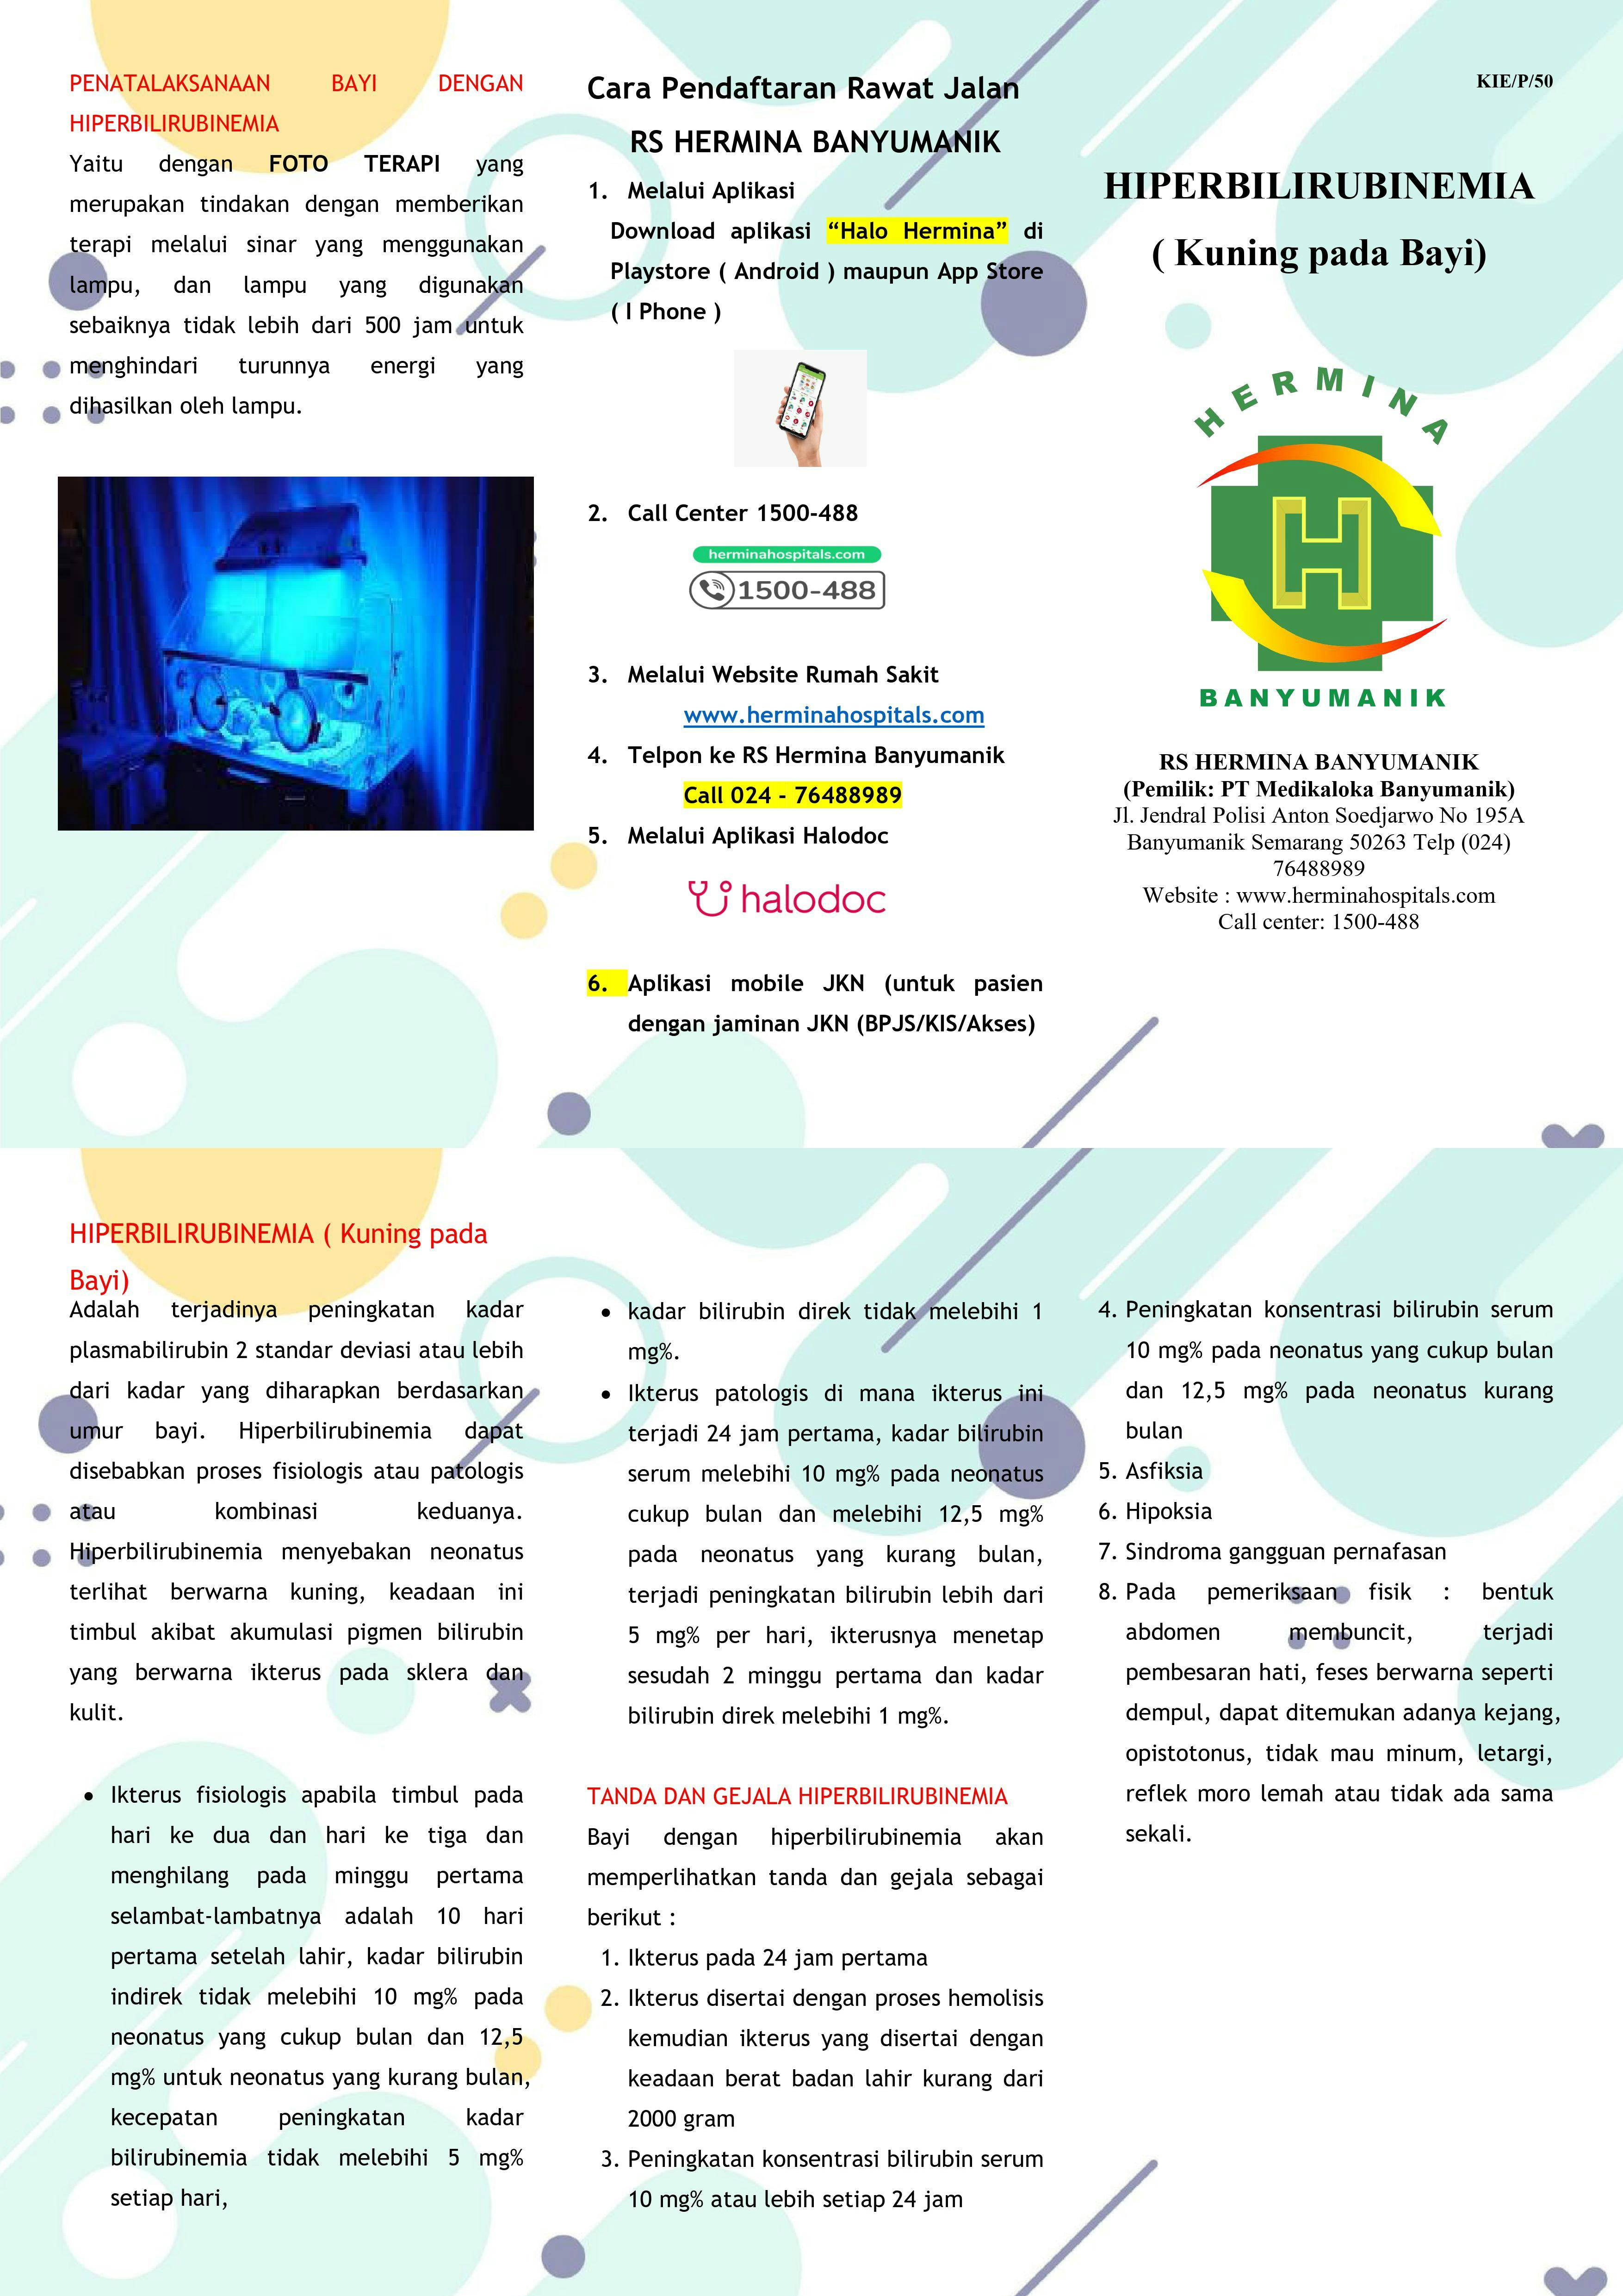 PENATALAKSANAAN BAYI DENGAN
HIPERBILIRUBINEMIA
Yaitu dengan FOTO TERAPI yang
merupakan tindakan dengan memberikan
terapi melalui sinar yang menggunakan
lampu, dan lampu yang digunakan
sebaiknya tidak lebih dari 500 jam untuk
menghindari turunnya energi yang
dihasilkan oleh lampu.
Cara Pendaftaran Rawat Jalan
RS HERMINA BANYUMANIK
1. Melalui Aplikasi
Download aplikasi “Halo Hermina” di
Playstore ( Android ) maupun App Store
( I Phone )
2. Call Center 1500-488
herminahospitals.com
1500-488
3. Melalui Website Rumah Sakit
www.herminahospitals.com
4. Telpon ke RS Hermina Banyumanik
Call 024 - 76488989
5. Melalui Aplikasi Halodoc
halodoc
6. Aplikasi mobile JKN (untuk pasien
dengan jaminan JKN (BPJS/KIS/Akses)
KIE/P/50
HIPERBILIRUBINEMIA
( Kuning pada Bayi)
HERMINA
H
BANYUMANIK
RS HERMINA BANYUMANIK
(Pemilik: PT Medikaloka Banyumanik)
Jl. Jendral Polisi Anton Soedjarwo No 195A
Banyumanik Semarang 50263 Telp (024)
76488989
Website : www.herminahospitals.com
Call center: 1500-488
HIPERBILIRUBINEMIA ( Kuning pada
Bayi)
Adalah terjadinya peningkatan kadar
plasmabilirubin 2 standar deviasi atau lebih
dari kadar yang diharapkan berdasarkan
umur bayi. Hiperbilirubinemia dapat
disebabkan proses fisiologis atau patologis
atau kombinasi keduanya.
Hiperbilirubinemia menyebakan neonatus
terlihat berwarna kuning, keadaan ini
timbul akibat akumulasi pigmen bilirubin
yang berwarna ikterus pada sklera dan
kulit.
• Ikterus fisiologis apabila timbul pada
hari ke dua dan hari ke tiga dan
menghilang pada minggu pertama
selambat-lambatnya adalah 10 hari
pertama setelah lahir, kadar bilirubin
indirek tidak melebihi 10 mg% pada
neonatus yang cukup bulan dan 12,5
mg% untuk neonatus yang kurang bulan,
kecepatan peningkatan kadar
bilirubinemia tidak melebihi 5 mg%
setiap hari,
• kadar bilirubin direk tidak melebihi 1
mg%.
• Ikterus patologis di mana ikterus ini
terjadi 24 jam pertama, kadar bilirubin
serum melebihi 10 mg% pada neonatus
cukup bulan dan melebihi 12,5 mg%
pada neonatus yang kurang bulan,
terjadi peningkatan bilirubin lebih dari
5 mg% per hari, ikterusnya menetap
sesudah 2 minggu pertama dan kadar
bilirubin direk melebihi 1 mg%.
TANDA DAN GEJALA HIPERBILIRUBINEMIA
Bayi dengan hiperbilirubinemia akan
memperlihatkan tanda dan gejala sebagai
berikut :
1. Ikterus pada 24 jam pertama
2. Ikterus disertai dengan proses hemolisis
kemudian ikterus yang disertai dengan
keadaan berat badan lahir kurang dari
2000 gram
3. Peningkatan konsentrasi bilirubin serum
10 mg% atau lebih setiap 24 jam
4. Peningkatan konsentrasi bilirubin serum
10 mg% pada neonatus yang cukup bulan
dan 12,5 mg% pada neonatus kurang
bulan
5. Asfiksia
6. Hipoksia
7. Sindroma gangguan pernafasan
8. Pada pemeriksaan fisik : bentuk
abdomen membuncit, terjadi
pembesaran hati, feses berwarna seperti
dempul, dapat ditemukan adanya kejang,
opistotonus, tidak mau minum, letargi,
reflek moro lemah atau tidak ada sama
sekali.